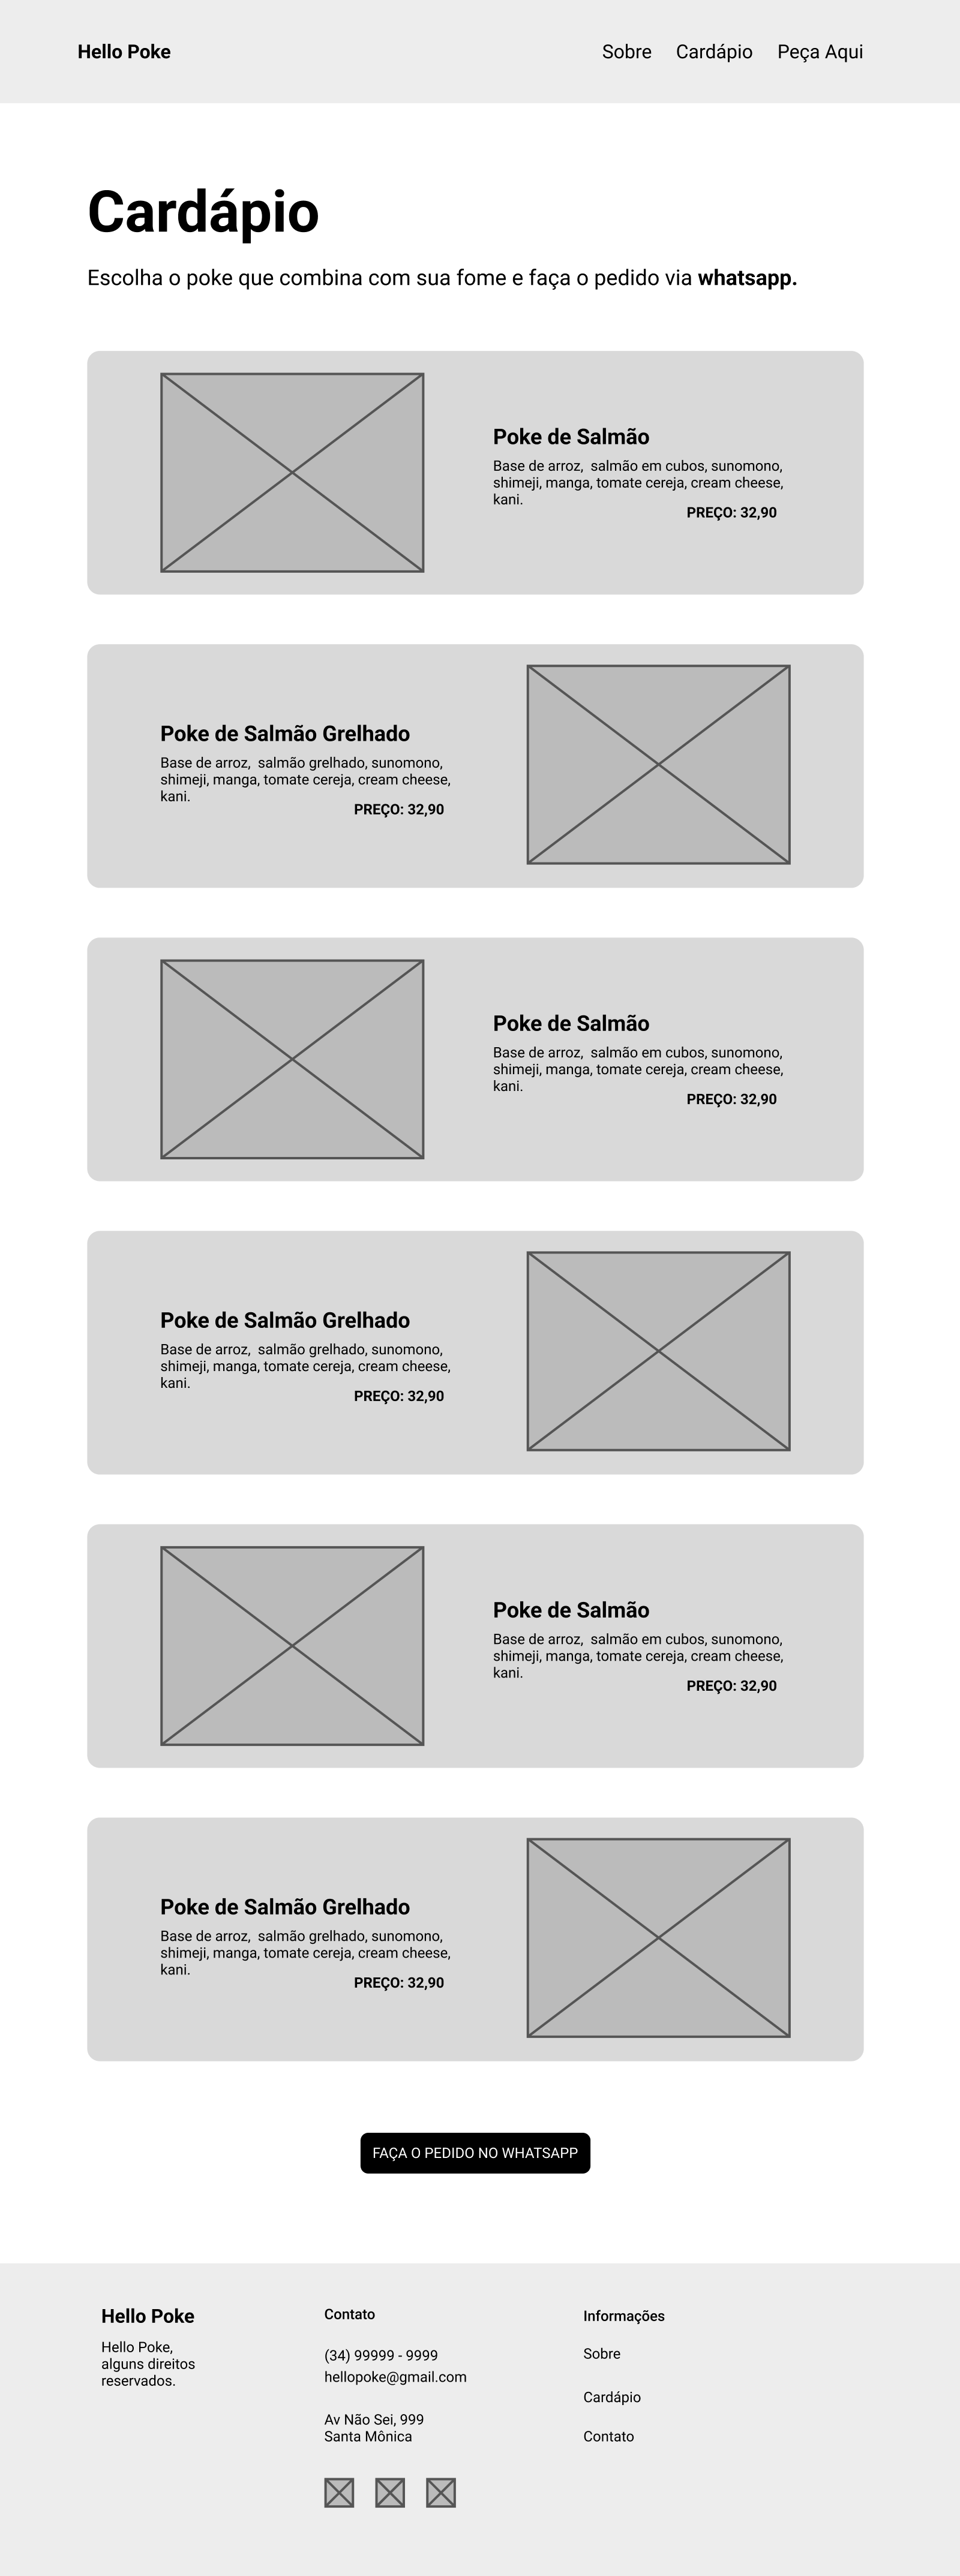 Hello Poke
Sobre Cardápio Peça Aqui
Cardápio
Escolha o poke que combina com sua fome e faça o pedido via whatsapp.
Poke de Salmão
Base de arroz,  salmão em cubos, sunomono,
shimeji, manga, tomate cereja, cream cheese,
kani.
PREÇO: 32,90
Poke de Salmão Grelhado
Base de arroz,  salmão grelhado, sunomono,
shimeji, manga, tomate cereja, cream cheese,
kani.
PREÇO: 32,90
Poke de Salmão
Base de arroz,  salmão em cubos, sunomono,
shimeji, manga, tomate cereja, cream cheese,
kani.
PREÇO: 32,90
Poke de Salmão Grelhado
Base de arroz,  salmão grelhado, sunomono,
shimeji, manga, tomate cereja, cream cheese,
kani.
PREÇO: 32,90
Poke de Salmão
Base de arroz,  salmão em cubos, sunomono,
shimeji, manga, tomate cereja, cream cheese,
kani.
PREÇO: 32,90
Poke de Salmão Grelhado
Base de arroz,  salmão grelhado, sunomono,
shimeji, manga, tomate cereja, cream cheese,
kani.
PREÇO: 32,90
FAÇA O PEDIDO NO WHATSAPP
Hello Poke
Hello Poke,
alguns direitos
reservados.
Contato
(34) 99999 - 9999
hellopoke@gmail.com
Av Não Sei, 999
Santa Mônica
Informações
Sobre
Cardápio
Contato